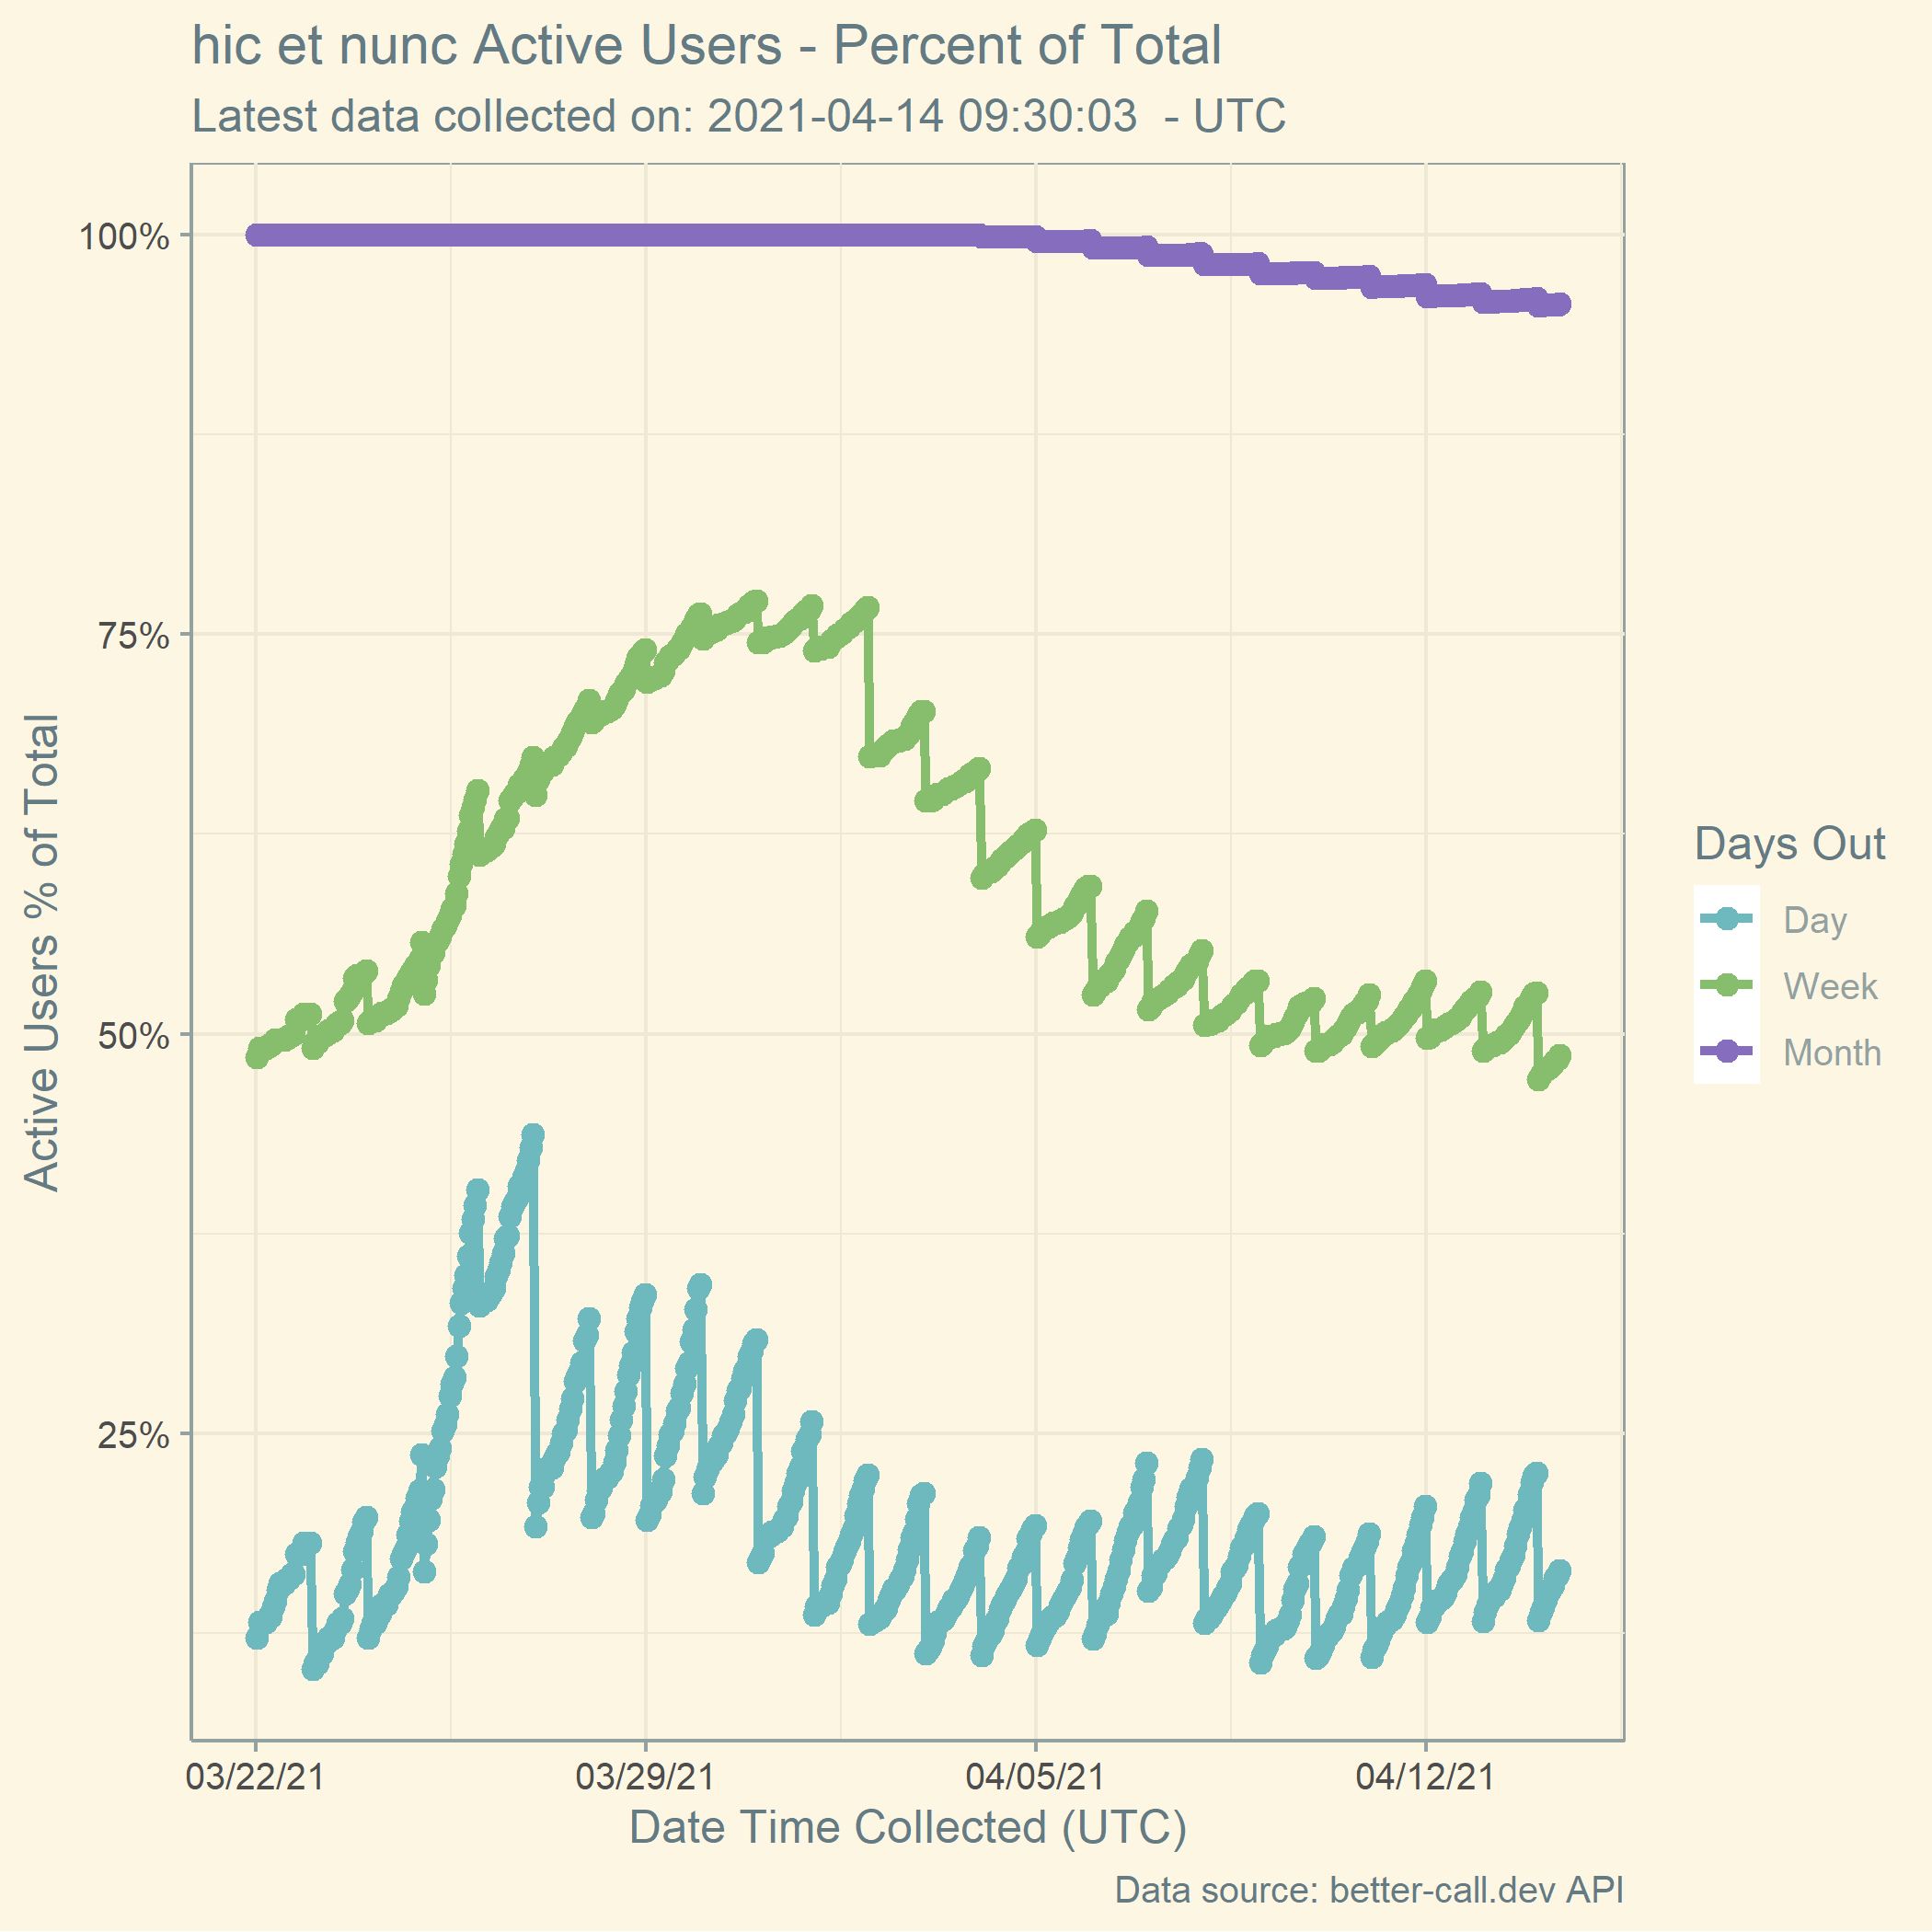 hic et nunc Active Users - Percent of Total
Latest data collected on: 2021-04-14 09:30:03  - UTC
Active Users % of Total
100%
75%
50%
25%
03/22/21
03/29/21
04/05/21
04/12/21
Date Time Collected (UTC)
Days Out
Day
Week
Month
Data source: better-call.dev API